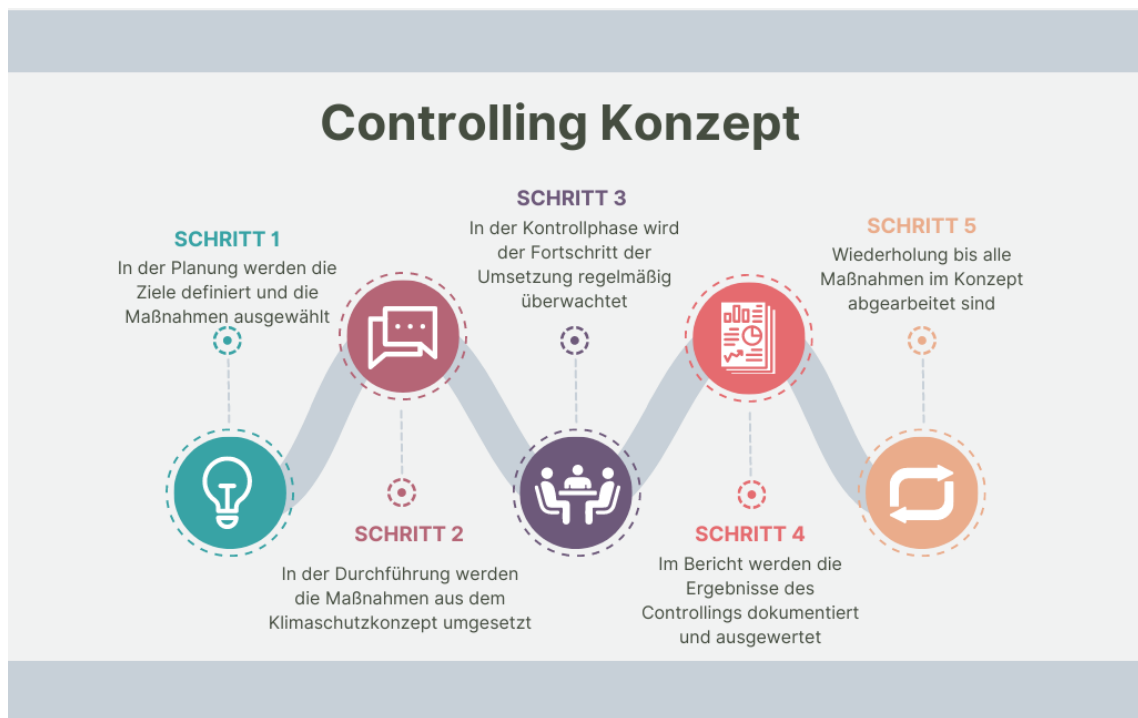 Controlling Konzept
SCHRITT 1
In der Planung werden die
Ziele definiert und die
Maßnahmen ausgewählt
SCHRITT 2
In der Durchführung werden
die Maßnahmen aus dem
Klimaschutzkonzept umgesetzt
SCHRITT 3
In der Kontrollphase wird
der Fortschritt der
Umsetzung regelmäßig
überwachtet
SCHRITT 4
Im Bericht werden die
Ergebnisse des
Controllings dokumentiert
und ausgewertet
SCHRITT 5
Wiederholung bis alle
Maßnahmen im Konzept
abgearbeitet sind